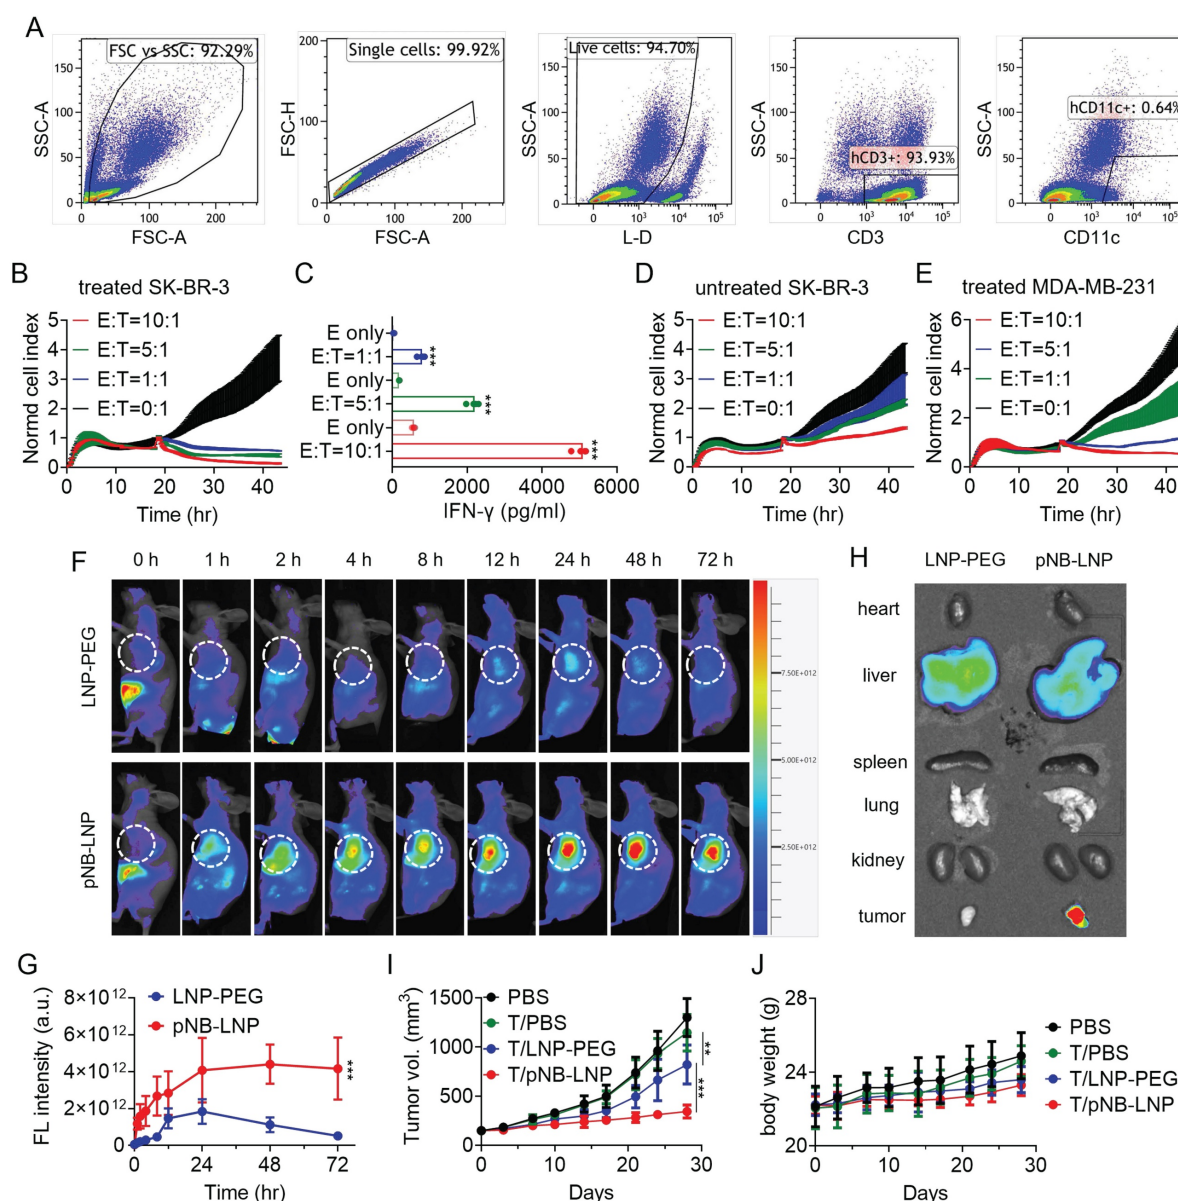 A
FSC vs SSC: 92.29%
SSC-A
150
100
50
0
100
200
FSC-A
Single cells: 99.92%
FSC-H
200
100
0
0
100
200
FSC-A
Live cells: 94.70%
SSC-A
150
100
50
0
0
10³
10⁴
10⁵
L-D
hCD3+: 93.93%
SSC-A
150
100
50
0
0
10³
10⁴
10⁵
CD3
hCD11c+: 0.64%
SSC-A
150
100
50
0
0
10³
10⁴
10⁵
CD11c
B
treated SK-BR-3
Normd cell index
5
4
3
2
1
0
E:T=10:1
E:T=5:1
E:T=1:1
E:T=0:1
0
10
20
30
40
Time (hr)
C
E only
E:T=1:1
E only
E:T=5:1
E only
E:T=10:1
***
***
***
0
2000
4000
6000
IFN-γ (pg/ml)
D
untreated SK-BR-3
Normd cell index
5
4
3
2
1
0
E:T=10:1
E:T=5:1
E:T=1:1
E:T=0:1
0
10
20
30
40
Time (hr)
E
treated MDA-MB-231
Normd cell index
6
4
2
0
E:T=10:1
E:T=5:1
E:T=1:1
E:T=0:1
0
10
20
30
40
Time (hr)
F
0 h
1 h
2 h
4 h
8 h
12 h
24 h
48 h
72 h
LNP-PEG
pNB-LNP
7.50E+012
5.00E+012
2.50E+012
H
LNP-PEG
pNB-LNP
heart
liver
spleen
lung
kidney
tumor
G
FL intensity (a.u.)
8×10¹²
6×10¹²
4×10¹²
2×10¹²
0
LNP-PEG
pNB-LNP
***
0
24
48
72
Time (hr)
I
Tumor vol. (mm³)
1500
1000
500
0
PBS
T/PBS
T/LNP-PEG
T/pNB-LNP
**
***
0
10
20
30
Days
J
body weight (g)
28
26
24
22
20
PBS
T/PBS
T/LNP-PEG
T/pNB-LNP
0
10
20
30
Days